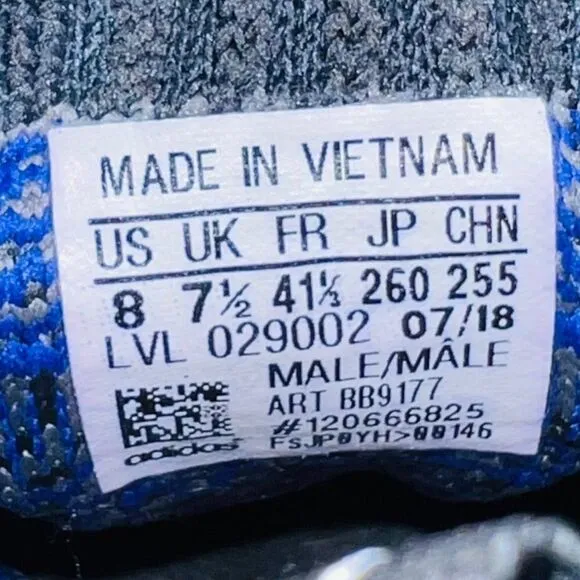 MADE IN VIETNAM
US UK FR JP CHN
8 7½ 41⅓ 260 255
LVL 029002 07/18
MALE/MÂLE
ART BB9177
#120666825
FsJP0YH>00146
adidas